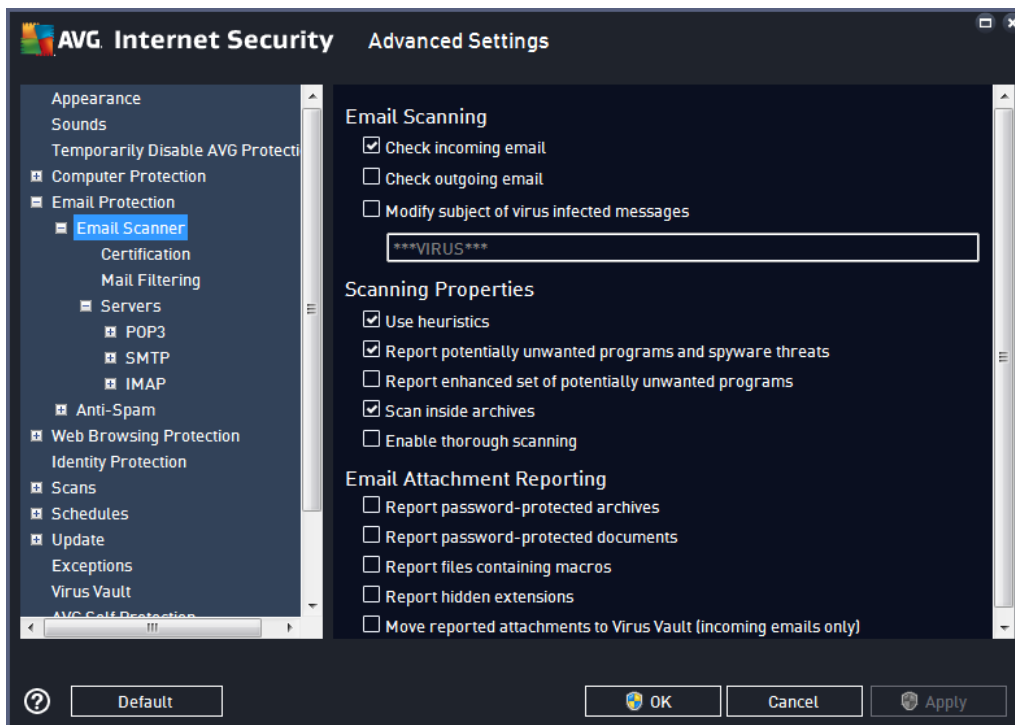 AVG Internet Security Advanced Settings
Appearance
Sounds
Temporarily Disable AVG Protecti
Computer Protection
Email Protection
Email Scanner
Certification
Mail Filtering
Servers
POP3
SMTP
IMAP
Anti-Spam
Web Browsing Protection
Identity Protection
Scans
Schedules
Update
Exceptions
Virus Vault
AVG Self Protection
Email Scanning
Check incoming email
Check outgoing email
Modify subject of virus infected messages
***VIRUS***
Scanning Properties
Use heuristics
Report potentially unwanted programs and spyware threats
Report enhanced set of potentially unwanted programs
Scan inside archives
Enable thorough scanning
Email Attachment Reporting
Report password-protected archives
Report password-protected documents
Report files containing macros
Report hidden extensions
Move reported attachments to Virus Vault (incoming emails only)
? Default OK Cancel Apply